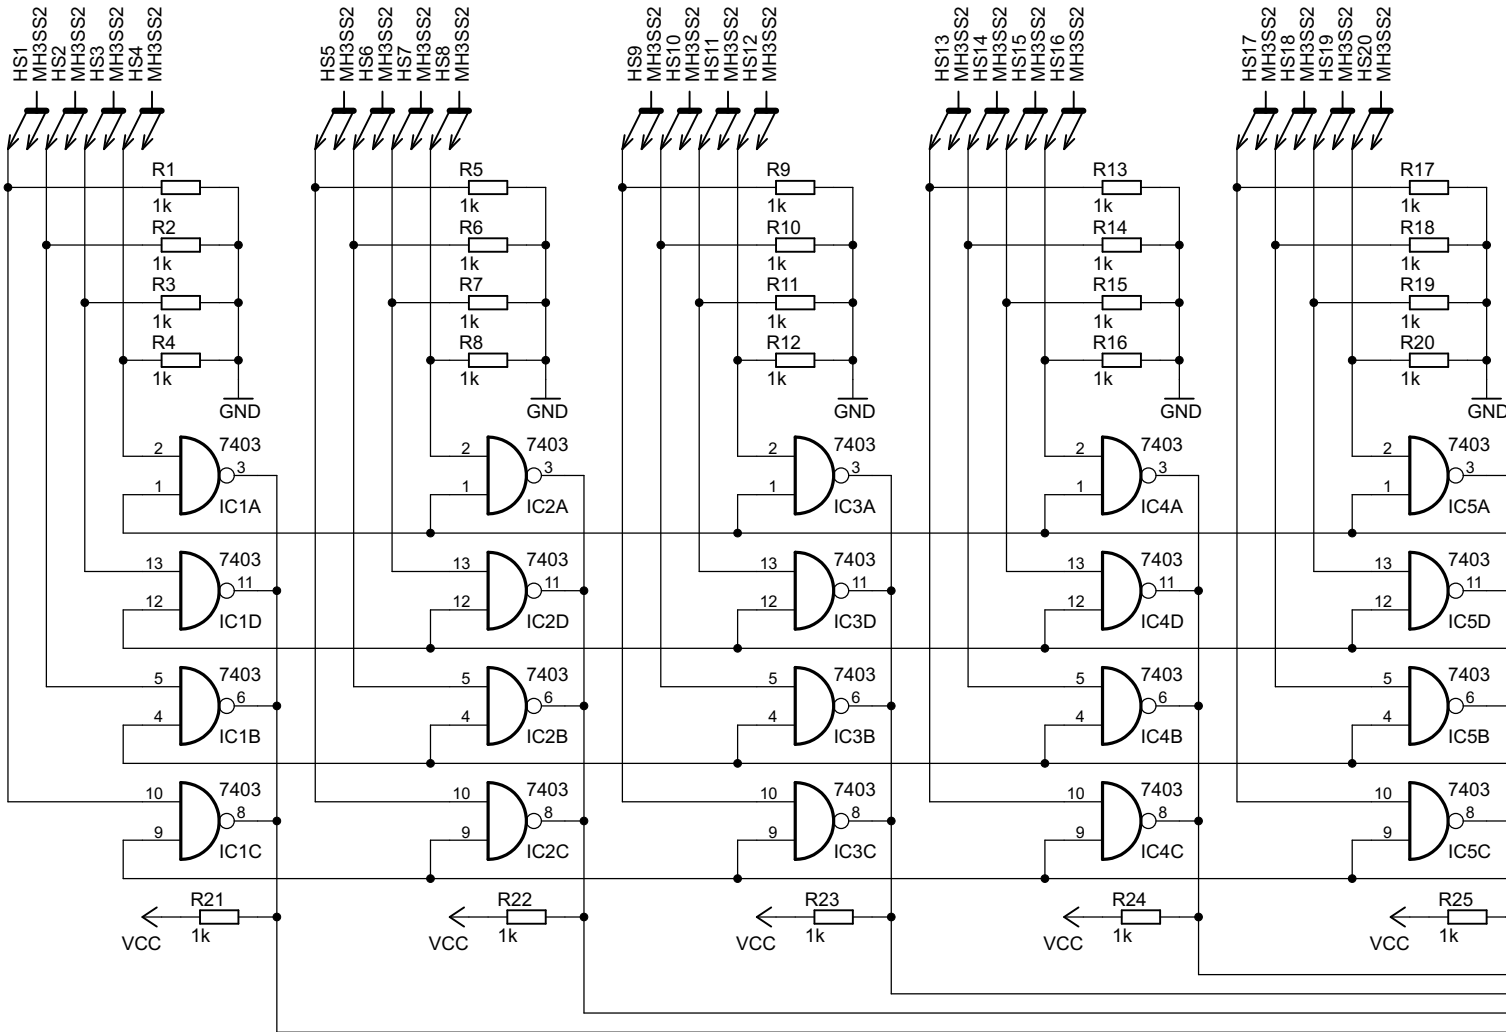 HS1
MH3SS2
HS2
MH3SS2
HS3
MH3SS2
HS4
MH3SS2
HS5
MH3SS2
HS6
MH3SS2
HS7
MH3SS2
HS8
MH3SS2
HS9
MH3SS2
HS10
MH3SS2
HS11
MH3SS2
HS12
MH3SS2
HS13
MH3SS2
HS14
MH3SS2
HS15
MH3SS2
HS16
MH3SS2
HS17
MH3SS2
HS18
MH3SS2
HS19
MH3SS2
HS20
MH3SS2
R1 R5 R9 R13 R17
1k 1k 1k 1k 1k
R2 R6 R10 R14 R18
1k 1k 1k 1k 1k
R3 R7 R11 R15 R19
1k 1k 1k 1k 1k
R4 R8 R12 R16 R20
1k 1k 1k 1k 1k
GND GND GND GND GND
2 7403 2 7403 2 7403 2 7403 2 7403
3 3 3 3 3
1 IC1A 1 IC2A 1 IC3A 1 IC4A 1 IC5A
13 7403 13 7403 13 7403 13 7403 13 7403
11 11 11 11 11
12 IC1D 12 IC2D 12 IC3D 12 IC4D 12 IC5D
5 7403 5 7403 5 7403 5 7403 5 7403
6 6 6 6 6
4 IC1B 4 IC2B 4 IC3B 4 IC4B 4 IC5B
10 7403 10 7403 10 7403 10 7403 10 7403
8 8 8 8 8
9 IC1C 9 IC2C 9 IC3C 9 IC4C 9 IC5C
R21 R22 R23 R24 R25
VCC 1k VCC 1k VCC 1k VCC 1k VCC 1k